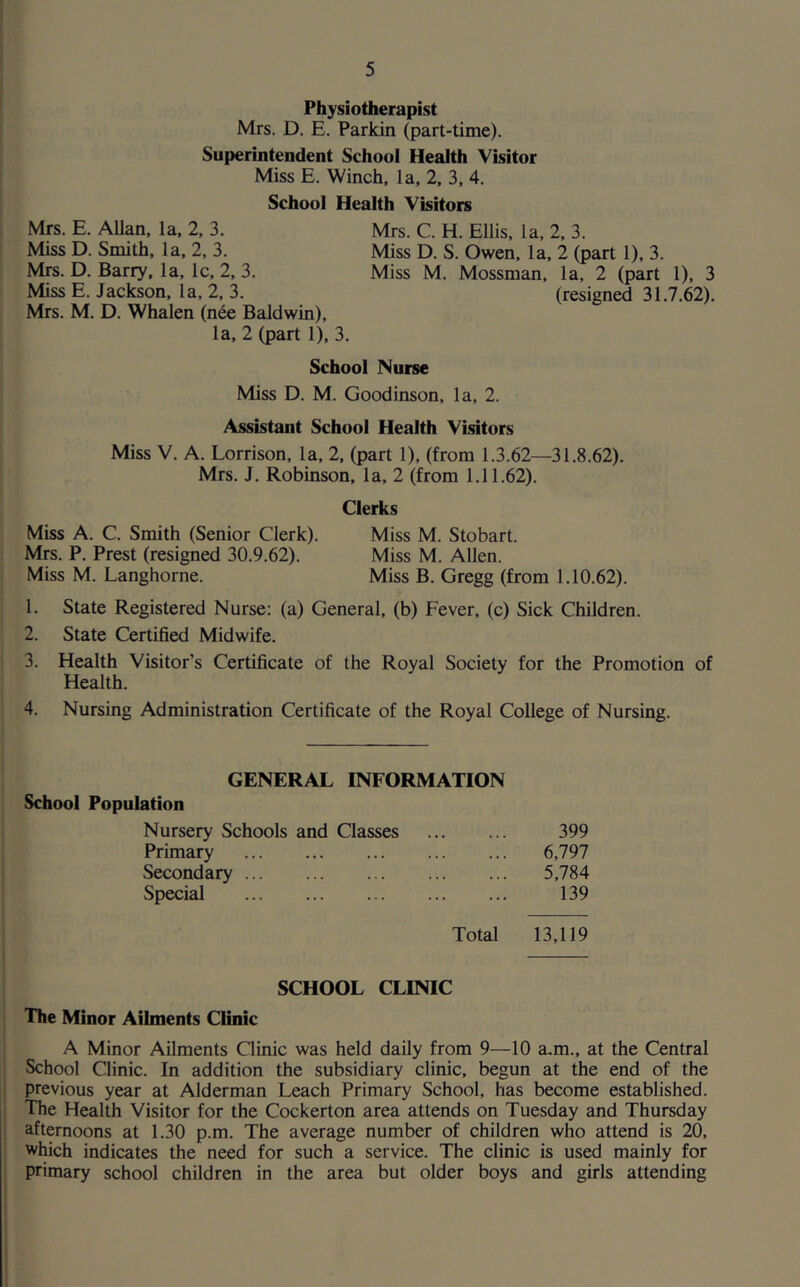 5
Physiotherapist
Mrs. D. E. Parkin (part-time).
Superintendent School Health Visitor
Miss E. Winch, 1a, 2, 3, 4.
School Health Visitors
Mrs. E. Allan, 1a, 2, 3.
Miss D. Smith, 1a, 2, 3.
Mrs. D. Barry, 1a, 1c, 2, 3.
Miss E. Jackson, 1a, 2, 3.
Mrs. M. D. Whalen (née Baldwin),
1a, 2 (part 1), 3.
Mrs. C. H. Ellis, 1a, 2, 3.
Miss D. S. Owen, 1a, 2 (part 1), 3.
Miss M. Mossman, 1a, 2 (part 1), 3
(resigned 31.7.62).
School Nurse
Miss D. M. Goodinson, 1a, 2.
Assistant School Health Visitors
Miss V. A. Lorrison, 1a, 2, (part 1), (from 1.3.62—31.8.62).
Mrs. J. Robinson, 1a, 2 (from 1.11.62).
Clerks
Miss A. C. Smith (Senior Clerk).
Mrs. P. Prest (resigned 30.9.62).
Miss M. Langhorne.
Miss M. Stobart.
Miss M. Allen.
Miss B. Gregg (from 1.10.62).
1. State Registered Nurse: (a) General, (b) Fever, (c) Sick Children.
2. State Certified Midwife.
3. Health Visitor's Certificate of the Royal Society for the Promotion of
Health.
4. Nursing Administration Certificate of the Royal College of Nursing.
GENERAL INFORMATION
School Population
Nursery Schools and Classes ... ... 399
Primary ... ... ... ... ... 6,797
Secondary ... ... ... ... ... 5,784
Special ... ... ... ... ... 139
Total 13,119
SCHOOL CLINIC
The Minor Ailments Clinic
A Minor Ailments Clinic was held daily from 9—10 a.m., at the Central
School Clinic. In addition the subsidiary clinic, begun at the end of the
previous year at Alderman Leach Primary School, has become established.
The Health Visitor for the Cockerton area attends on Tuesday and Thursday
afternoons at 1.30 p.m. The average number of children who attend is 20,
which indicates the need for such a service. The clinic is used mainly for
primary school children in the area but older boys and girls attending